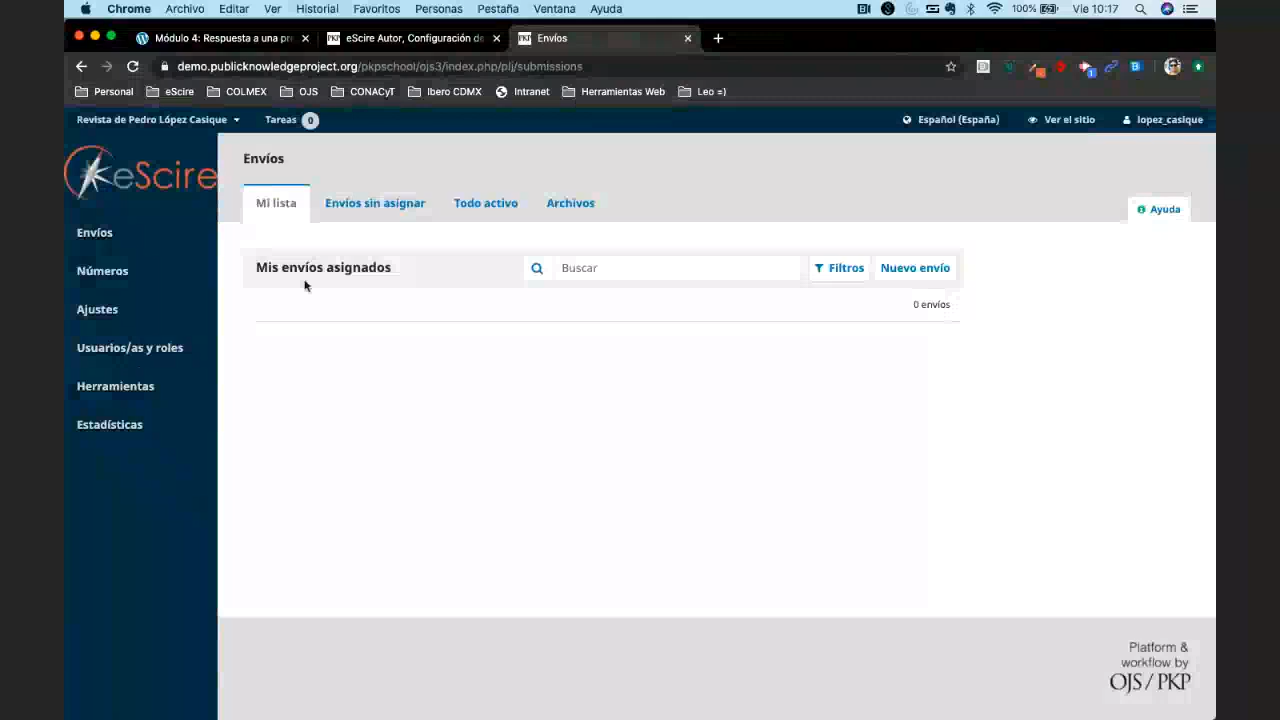 Chrome Archivo Editar Ver Historial Favoritos Personas Pestaña Ventana Ayuda 100% Vie 10:17
Módulo 4: Respuesta a una pr eScire Autor, Configuración de Envíos
demo.publicknowledgeproject.org/pkpschool/ojs3/index.php/plj/submissions
Personal eScire COLMEX OJS CONACyT Ibero CDMX Intranet Herramientas Web Leo =)
Revista de Pedro López Casique Tareas 0 Español (España) Ver el sitio lopez_casique
eScire
Envíos
Mi lista Envíos sin asignar Todo activo Archivos
Ayuda
Envíos
Números
Ajustes
Usuarios/as y roles
Herramientas
Estadísticas
Mis envíos asignados Buscar Filtros Nuevo envío
0 envíos
Platform &
workflow by
OJS / PKP